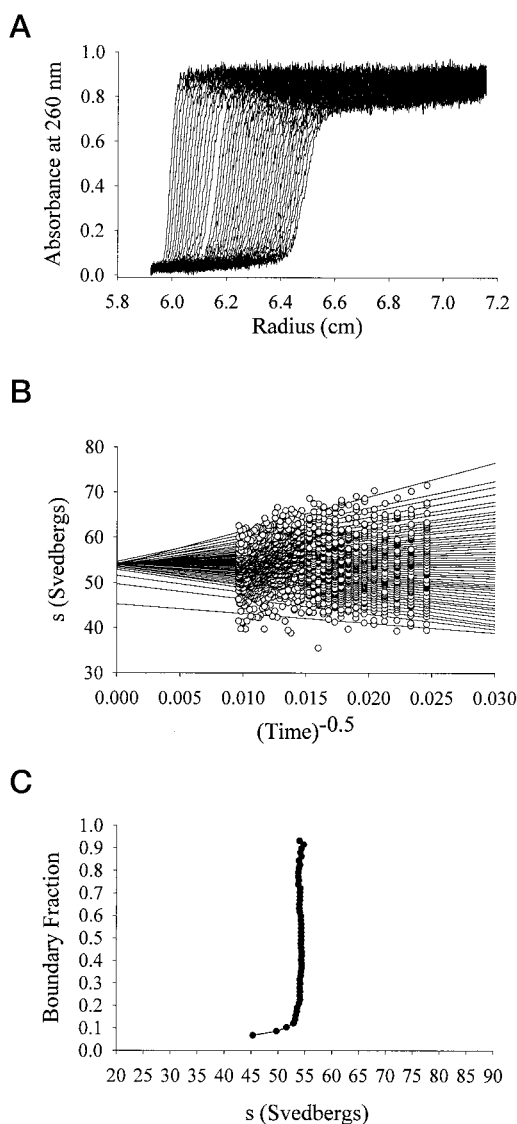 A
Absorbance at 260 nm
1.0
0.8
0.6
0.4
0.2
0.0
5.8 6.0 6.2 6.4 6.6 6.8 7.0 7.2
Radius (cm)
B
s (Svedbergs)
80
70
60
50
40
30
0.000 0.005 0.010 0.015 0.020 0.025 0.030
(Time)-0.5
C
Boundary Fraction
1.0
0.9
0.8
0.7
0.6
0.5
0.4
0.3
0.2
0.1
0.0
20 25 30 35 40 45 50 55 60 65 70 75 80 85 90
s (Svedbergs)